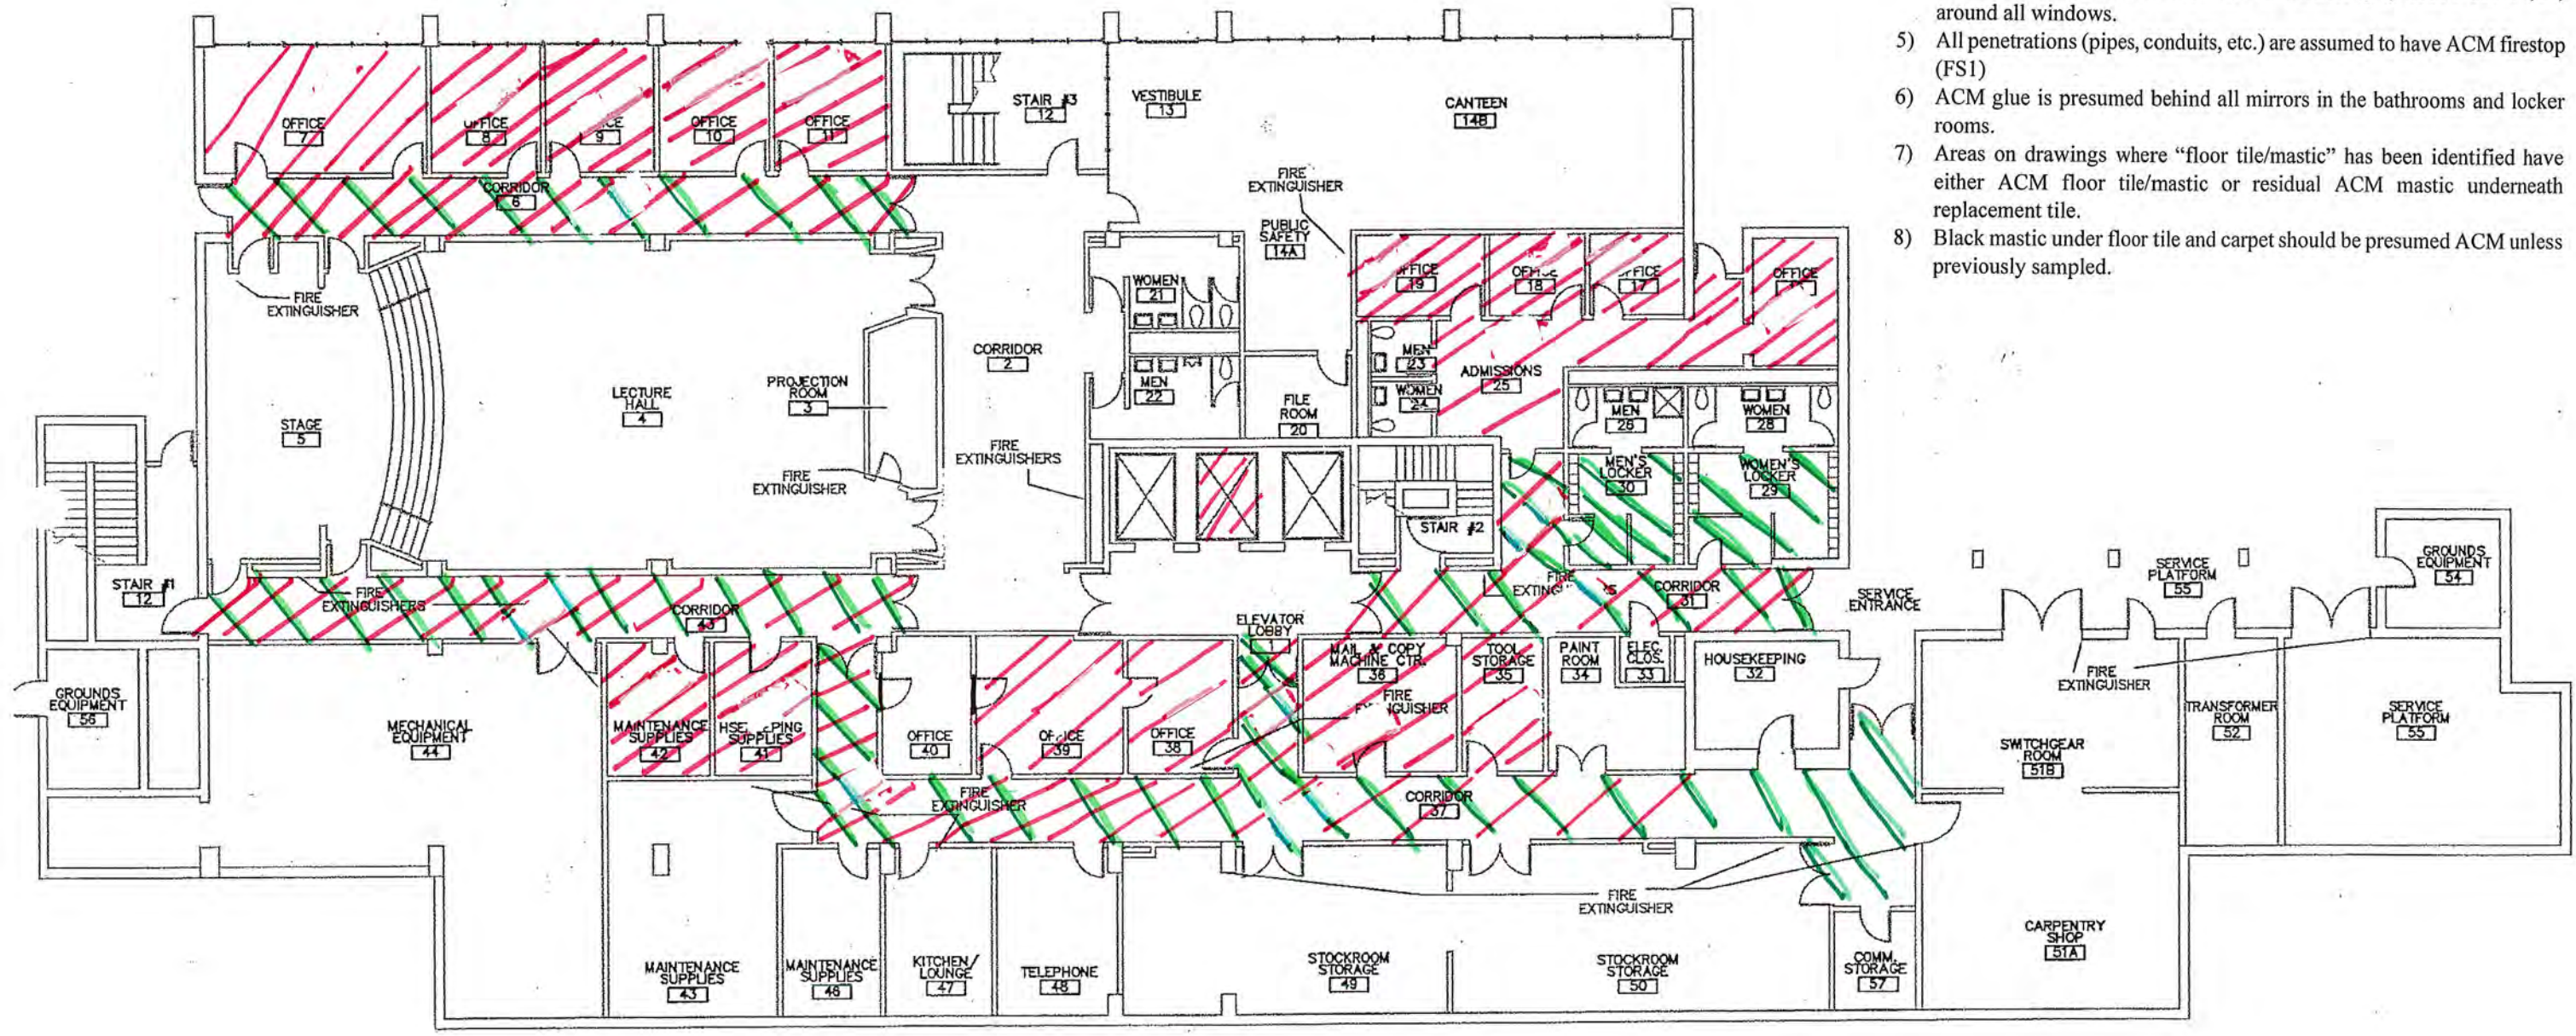 around all windows.
5) All penetrations (pipes, conduits, etc.) are assumed to have ACM firestop
(FS1)
6) ACM glue is presumed behind all mirrors in the bathrooms and locker
rooms.
7) Areas on drawings where “floor tile/mastic” has been identified have
either ACM floor tile/mastic or residual ACM mastic underneath
replacement tile.
8) Black mastic under floor tile and carpet should be presumed ACM unless
previously sampled.
OFFICE
7
OFFICE
8
9
OFFICE
10
OFFICE
11
STAIR #3
12
VESTIBULE
13
CANTEEN
14B
CORRIDOR
6
FIRE
EXTINGUISHER
PUBLIC
SAFETY
14A
FIRE
EXTINGUISHER
WOMEN
21
OFFICE
19
OFFICE
18
OFFICE
17
OFFICE
STAGE
5
LECTURE
HALL
4
PROJECTION
ROOM
3
CORRIDOR
2
MEN
22
FILE
ROOM
20
MEN
23
WOMEN
24
ADMISSIONS
25
MEN
26
WOMEN
28
FIRE
EXTINGUISHER
FIRE
EXTINGUISHERS
MEN'S
LOCKER
30
WOMEN'S
LOCKER
29
STAIR #2
STAIR #1
12
FIRE
EXTINGUISHERS
CORRIDOR
FIRE
CORRIDOR
31
SERVICE
ENTRANCE
SERVICE
PLATFORM
55
GROUNDS
EQUIPMENT
54
ELEVATOR
LOBBY
1
GROUNDS
EQUIPMENT
56
MECHANICAL
EQUIPMENT
44
MAINTENANCE
SUPPLIES
42
SUPPLIES
41
OFFICE
40
OFFICE
39
OFFICE
38
MAIL & COPY
MACHINE CTR.
36
FIRE
TOOL
STORAGE
35
PAINT
ROOM
34
ELEC.
CLOS.
33
HOUSEKEEPING
32
FIRE
EXTINGUISHER
TRANSFORMER
ROOM
52
SERVICE
PLATFORM
55
SWITCHGEAR
ROOM
51B
FIRE
EXTINGUISHER
CORRIDOR
37
FIRE
EXTINGUISHER
MAINTENANCE
SUPPLIES
43
MAINTENANCE
SUPPLIES
46
KITCHEN/
LOUNGE
47
TELEPHONE
48
STOCKROOM
STORAGE
49
STOCKROOM
STORAGE
50
COMM.
STORAGE
57
CARPENTRY
SHOP
51A